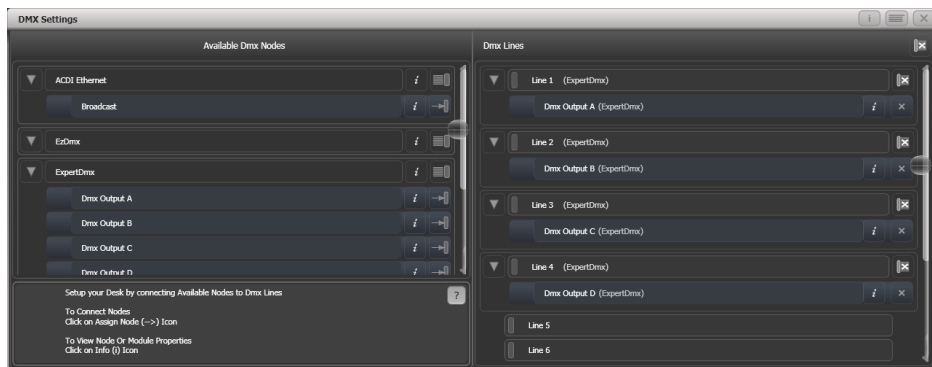 DMX Settings
Available Dmx Nodes
ACDI Ethernet
i
Broadcast
i
EzDmx
i
ExpertDmx
i
Dmx Output A
i
Dmx Output B
i
Dmx Output C
i
Dmx Output D
i
Setup your Desk by connecting Available Nodes to Dmx Lines
?
To Connect Nodes
Click on Assign Node (-->) Icon
To View Node Or Module Properties
Click on Info (i) Icon
Dmx Lines
Line 1 (ExpertDmx)
Dmx Output A (ExpertDmx)
i
Line 2 (ExpertDmx)
Dmx Output B (ExpertDmx)
i
Line 3 (ExpertDmx)
Dmx Output C (ExpertDmx)
i
Line 4 (ExpertDmx)
Dmx Output D (ExpertDmx)
i
Line 5
Line 6